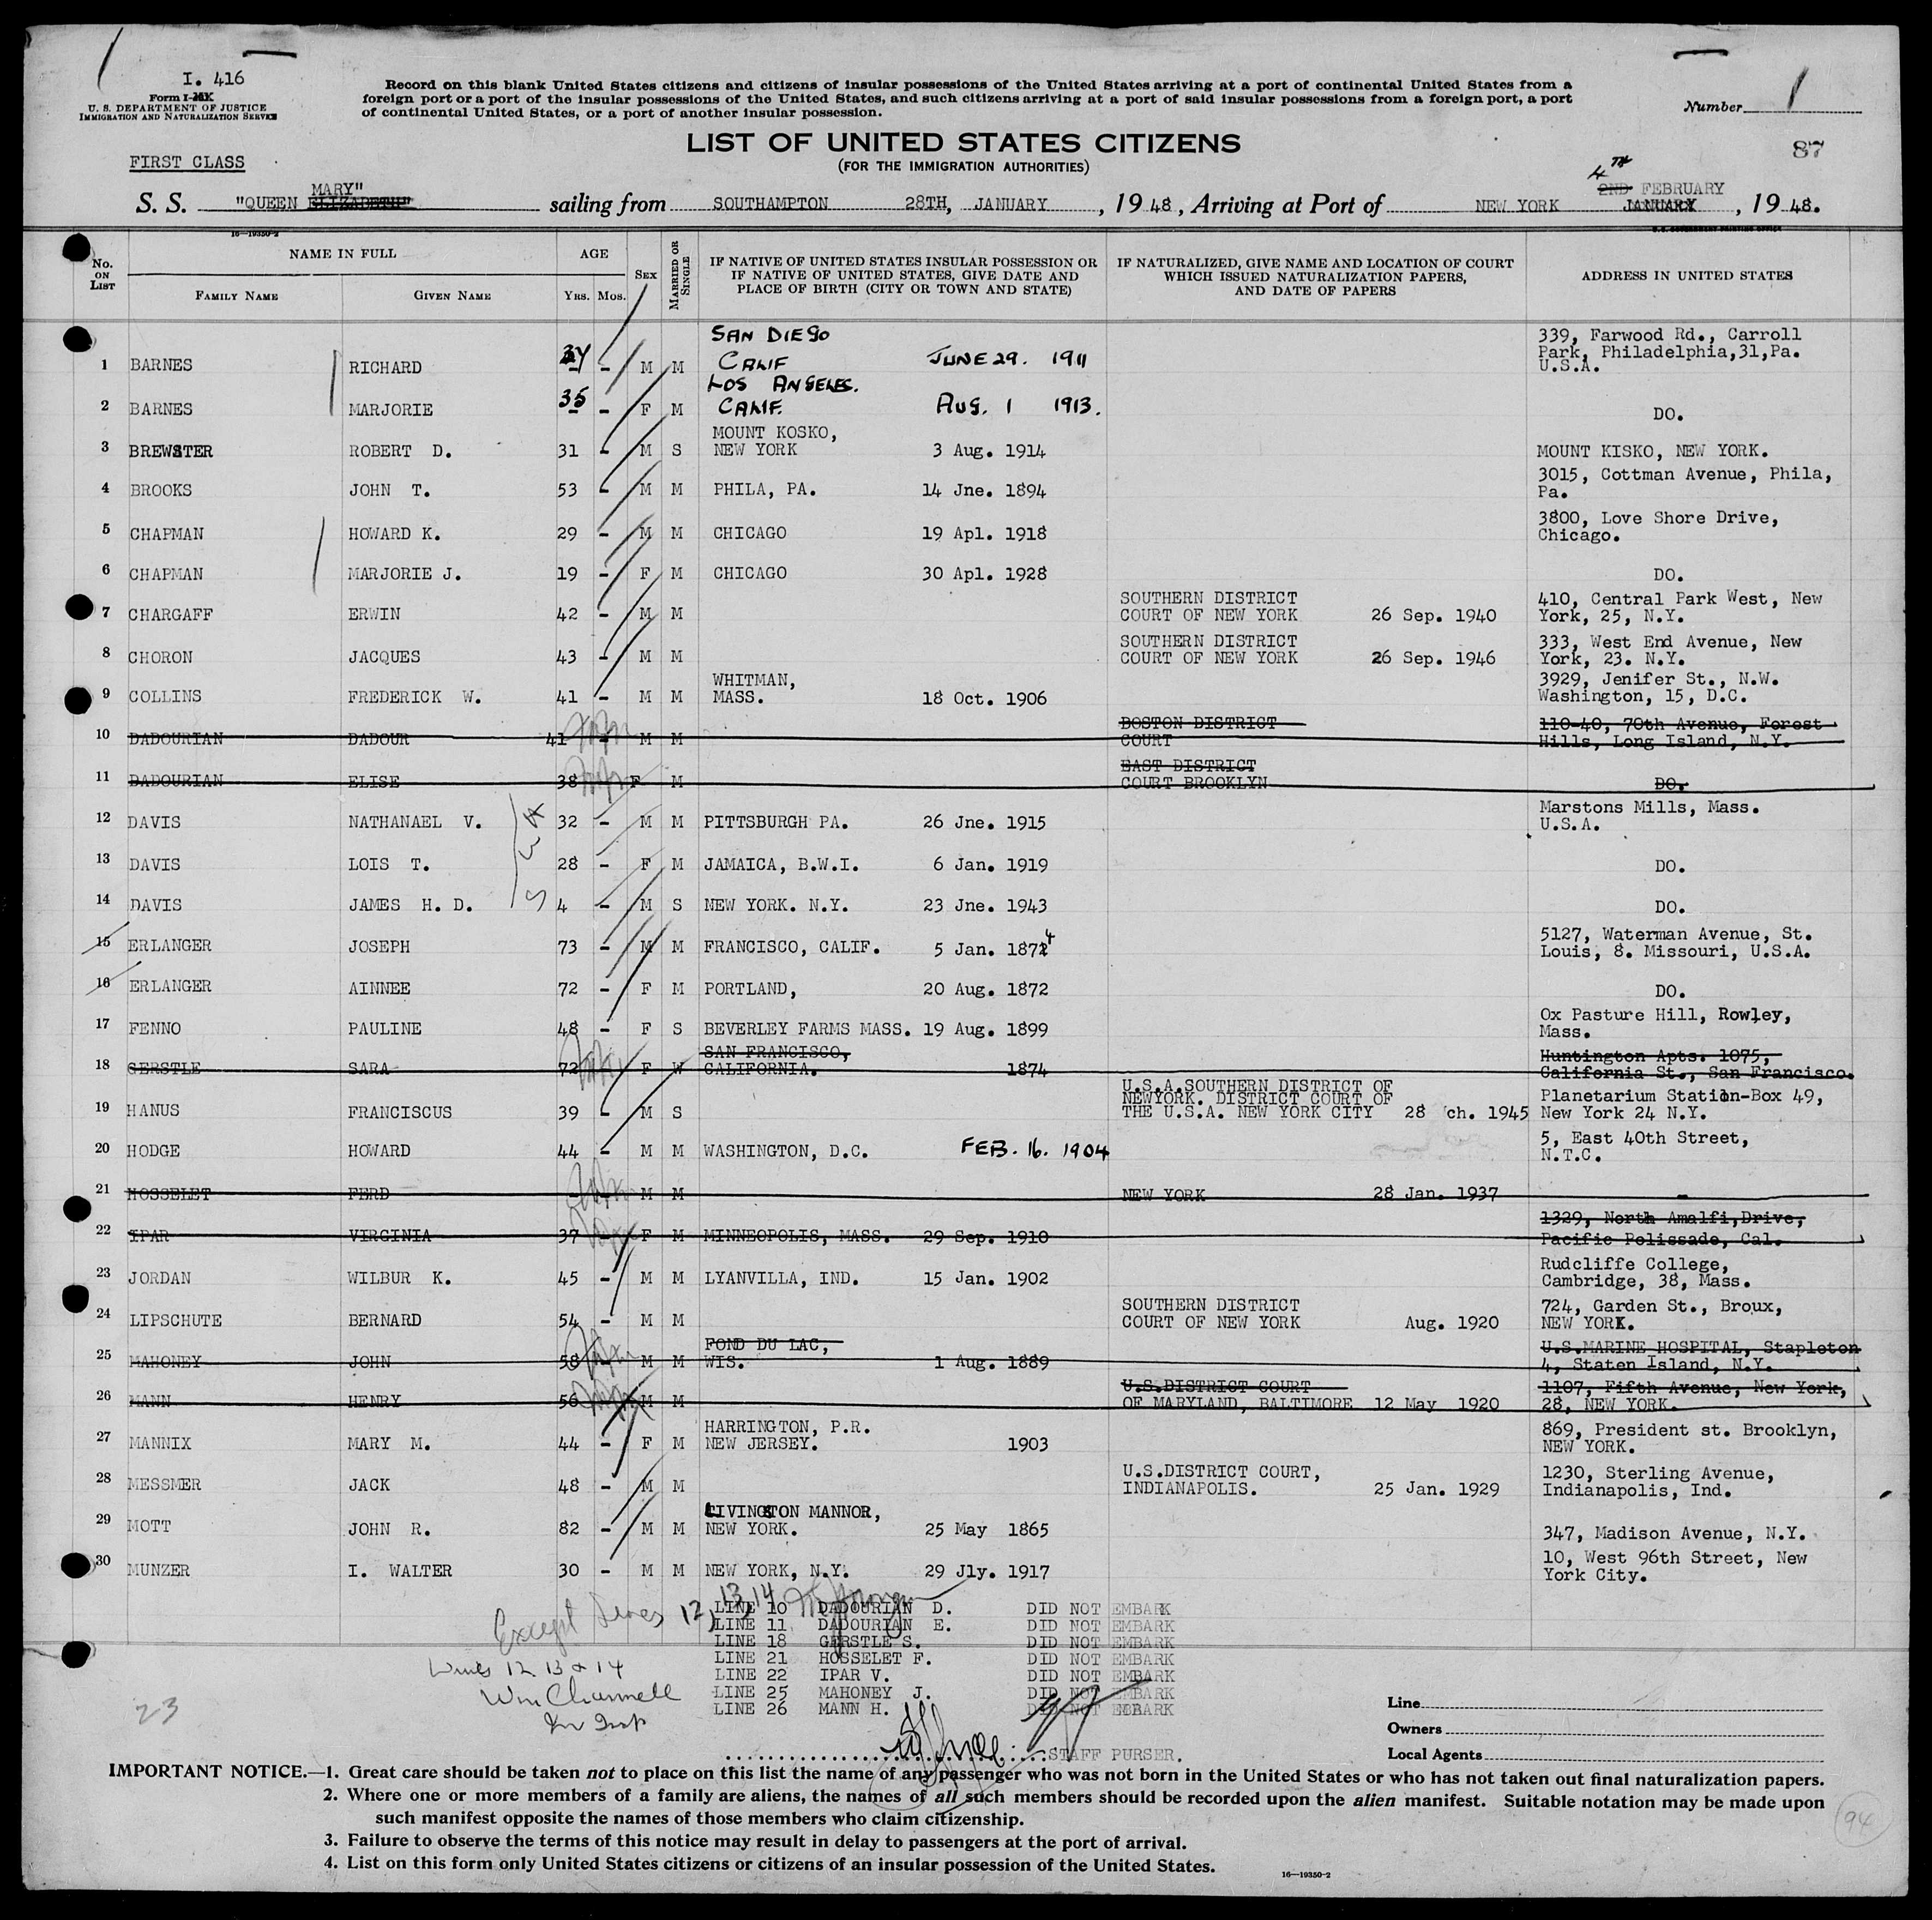 I. 416
Form I-
U. S. DEPARTMENT OF JUSTICE
IMMIGRATION AND NATURALIZATION SERVICE
Record on this blank United States citizens and citizens of insular possessions of the United States arriving at a port of continental United States from a
foreign port or a port of the insular possessions of the United States, and such citizens arriving at a port of said insular possessions from a foreign port, a port
of continental United States, or a port of another insular possession.
Number 1
87
LIST OF UNITED STATES CITIZENS
(FOR THE IMMIGRATION AUTHORITIES)
FIRST CLASS
MARY" 4TH 2ND FEBRUARY
S. S. "QUEEN ELIZABETH" sailing from SOUTHAMPTON 28TH, JANUARY, 1948, Arriving at Port of NEW YORK JANUARY, 1948.
16—19350-2 U.S. GOVERNMENT PRINTING OFFICE
No. ON LIST NAME IN FULL FAMILY NAME GIVEN NAME AGE YRS. MOS. SEX MARRIED OR SINGLE IF NATIVE OF UNITED STATES INSULAR POSSESSION OR IF NATIVE OF UNITED STATES, GIVE DATE AND PLACE OF BIRTH (CITY OR TOWN AND STATE) IF NATURALIZED, GIVE NAME AND LOCATION OF COURT WHICH ISSUED NATURALIZATION PAPERS, AND DATE OF PAPERS ADDRESS IN UNITED STATES
1 BARNES RICHARD 34 - M M SAN DIEGO CALIF JUNE 29. 1911 339, Farwood Rd., Carroll Park, Philadelphia,31,Pa. U.S.A.
2 BARNES MARJORIE 35 - F M LOS ANGELES. CALIF. AUG. 1 1913. DO.
3 BREWSTER ROBERT D. 31 - M S MOUNT KOSKO, NEW YORK 3 Aug. 1914 MOUNT KISKO, NEW YORK.
4 BROOKS JOHN T. 53 - M M PHILA, PA. 14 Jne. 1894 3015, Cottman Avenue, Phila, Pa.
5 CHAPMAN HOWARD K. 29 - M M CHICAGO 19 Apl. 1918 3800, Love Shore Drive, Chicago.
6 CHAPMAN MARJORIE J. 19 - F M CHICAGO 30 Apl. 1928 DO.
7 CHARGAFF ERWIN 42 - M M SOUTHERN DISTRICT COURT OF NEW YORK 26 Sep. 1940 410, Central Park West, New York, 25, N.Y.
8 CHORON JACQUES 43 - M M SOUTHERN DISTRICT COURT OF NEW YORK 26 Sep. 1946 333, West End Avenue, New York, 23. N.Y.
9 COLLINS FREDERICK W. 41 - M M WHITMAN, MASS. 18 Oct. 1906 3929, Jenifer St., N.W. Washington, 15, D.C.
10 DADOURIAN DADOUR 41 - M M BOSTON DISTRICT COURT 110-40, 70th Avenue, Forest Hills, Long Island, N.Y.
11 DADOURIAN ELISE 38 F M EAST DISTRICT COURT BROOKLYN DO.
12 DAVIS NATHANAEL V. 32 - M M PITTSBURGH PA. 26 Jne. 1915 Marstons Mills, Mass. U.S.A.
13 DAVIS LOIS T. 28 - F M JAMAICA, B.W.I. 6 Jan. 1919 DO.
14 DAVIS JAMES H. D. 4 - M S NEW YORK. N.Y. 23 Jne. 1943 DO.
15 ERLANGER JOSEPH 73 - M M FRANCISCO, CALIF. 5 Jan. 1872 4 5127, Waterman Avenue, St. Louis, 8. Missouri, U.S.A.
16 ERLANGER AINNEE 72 - F M PORTLAND, 20 Aug. 1872 DO.
17 FENNO PAULINE 48 - F S BEVERLEY FARMS MASS. 19 Aug. 1899 Ox Pasture Hill, Rowley, Mass.
18 GERSTLE SARA 72 F W SAN FRANCISCO, CALIFORNIA. 1874 Huntington Apts. 1075, California St., San Francisco.
19 HANUS FRANCISCUS 39 - M S U.S.A.SOUTHERN DISTRICT OF NEWYORK. DISTRICT COURT OF THE U.S.A. NEW YORK CITY 28 ch. 1945 Planetarium Station-Box 49, New York 24 N.Y.
20 HODGE HOWARD 44 - M M WASHINGTON, D.C. FEB. 16. 1904 5, East 40th Street, N.T.C.
21 HOSSELET FERD - - M M NEW YORK 28 Jan. 1937 -
22 IPAR VIRGINIA 37 F M MINNEOPOLIS, MASS. 29 Sep. 1910 1329, North Amalfi,Drive, Pacific Polissade, Cal.
23 JORDAN WILBUR K. 45 - M M LYANVILLA, IND. 15 Jan. 1902 Rudcliffe College, Cambridge, 38, Mass.
24 LIPSCHUTE BERNARD 54 - M M SOUTHERN DISTRICT COURT OF NEW YORK Aug. 1920 724, Garden St., Broux, NEW YORK.
25 MAHONEY JOHN 58 M M FOND DU LAC, WIS. 1 Aug. 1889 U.S.MARINE HOSPITAL, Stapleton 4, Staten Island, N.Y.
26 MANN HENRY 56 M M U.S.DISTRICT COURT OF MARYLAND, BALTIMORE 12 May 1920 1107, Fifth Avenue, New York, 28, NEW YORK.
27 MANNIX MARY M. 44 - F M HARRINGTON, P.R. NEW JERSEY. 1903 869, President st. Brooklyn, NEW YORK.
28 MESSMER JACK 48 - M M U.S.DISTRICT COURT, INDIANAPOLIS. 25 Jan. 1929 1230, Sterling Avenue, Indianapolis, Ind.
29 MOTT JOHN R. 82 - M M LIVINGSTON MANNOR, NEW YORK. 25 May 1865 347, Madison Avenue, N.Y.
30 MUNZER I. WALTER 30 - M M NEW YORK, N.Y. 29 Jly. 1917 10, West 96th Street, New York City.
Except Lines 12, 13, 14
LINE 10 DADOURIAN D. DID NOT EMBARK
LINE 11 DADOURIAN E. DID NOT EMBARK
LINE 18 GERSTLE S. DID NOT EMBARK
LINE 21 HOSSELET F. DID NOT EMBARK
LINE 22 IPAR V. DID NOT EMBARK
LINE 25 MAHONEY J. DID NOT EMBARK
LINE 26 MANN H. DID NOT EMBARK
Lines 12 13 & 14
23
STAFF PURSER.
Line
Owners
Local Agents
IMPORTANT NOTICE.—1. Great care should be taken not to place on this list the name of any passenger who was not born in the United States or who has not taken out final naturalization papers.
2. Where one or more members of a family are aliens, the names of all such members should be recorded upon the alien manifest. Suitable notation may be made upon
such manifest opposite the names of those members who claim citizenship.
3. Failure to observe the terms of this notice may result in delay to passengers at the port of arrival.
4. List on this form only United States citizens or citizens of an insular possession of the United States.
94
16—19350-2